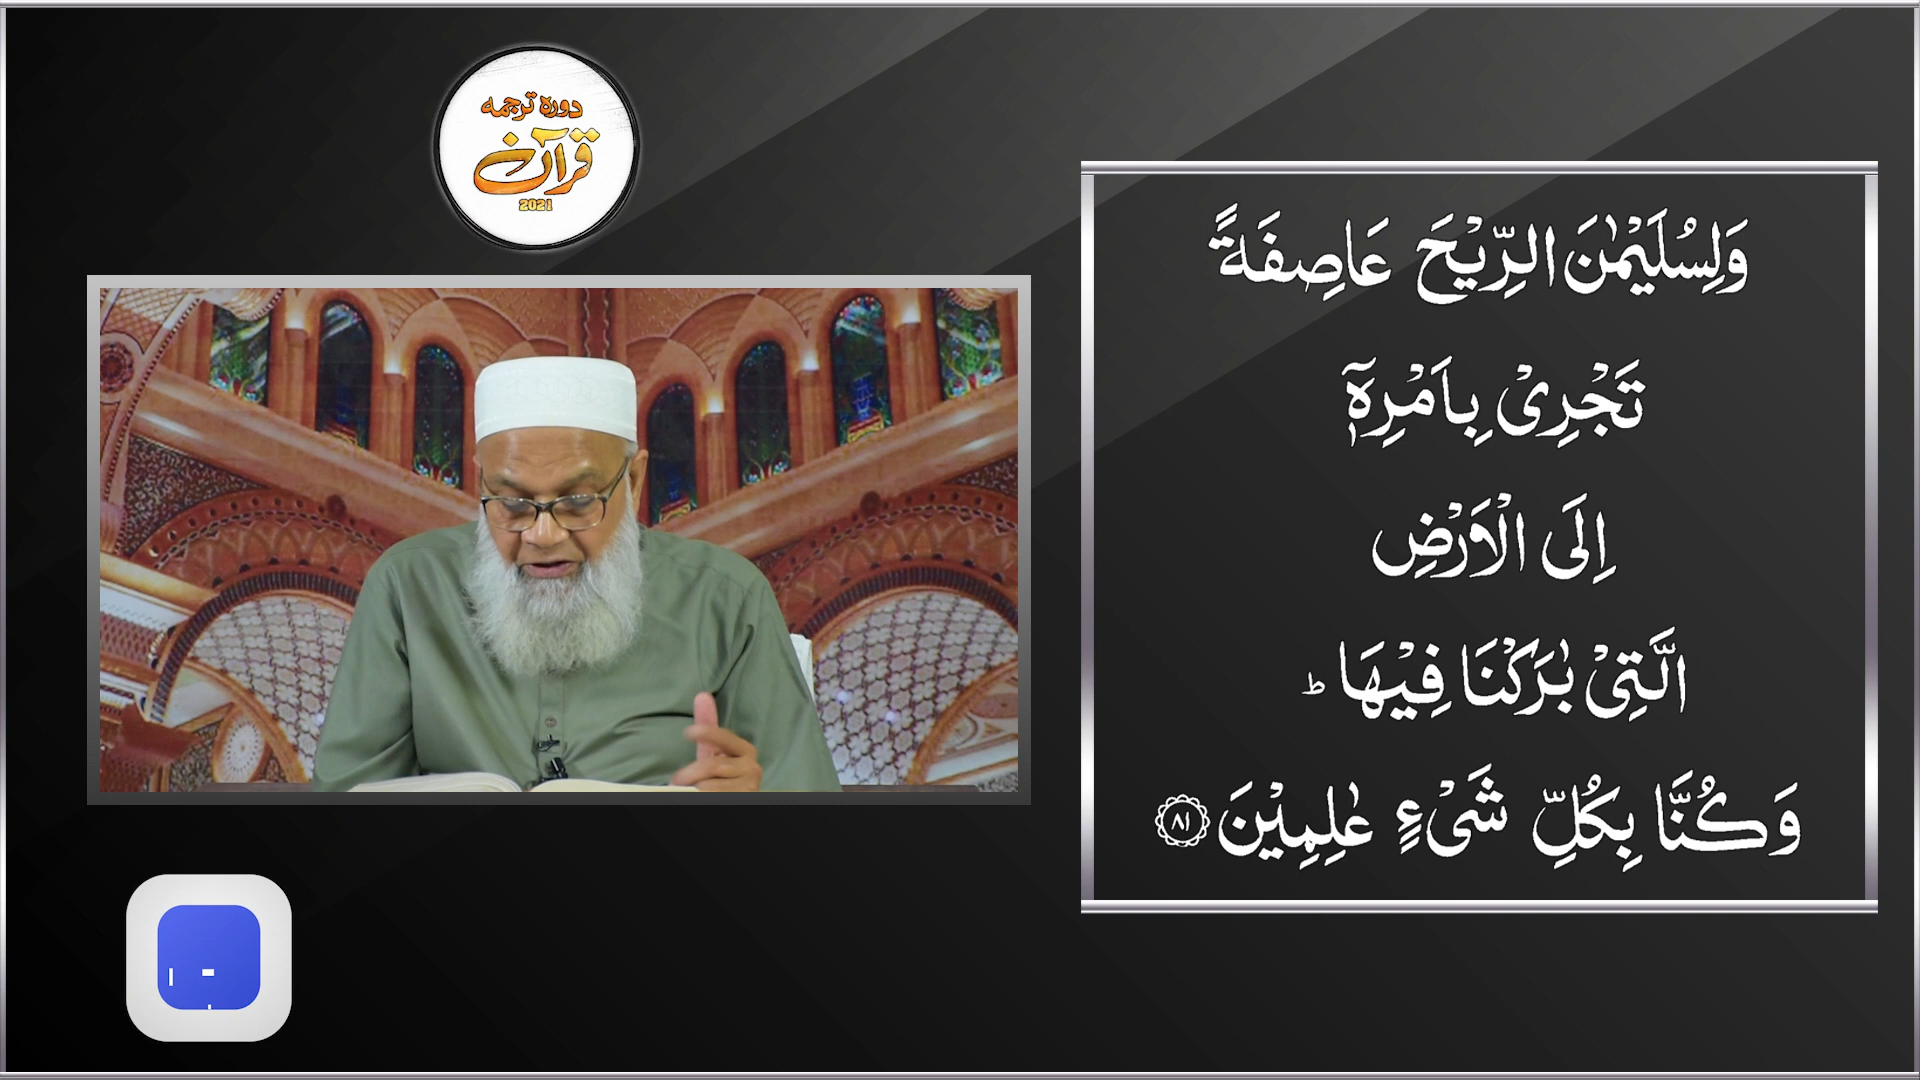 دورہ ترجمہ
قرآن
2021
وَلِسُلَيْمٰنَ الرِّيْحَ عَاصِفَةً
تَجْرِىْ بِاَمْرِهٖٓ
اِلَى الْاَرْضِ
الَّتِىْ بٰرَكْنَا فِيْهَا ؕ
وَكُنَّا بِكُلِّ شَىْءٍ عٰلِمِيْنَ ۝۸۱